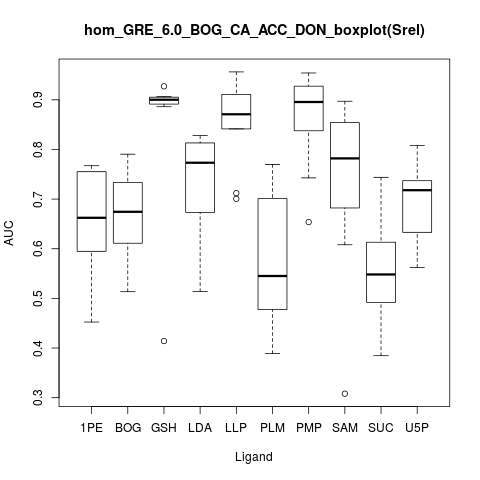 hom_GRE_6.0_BOG_CA_ACC_DON_boxplot(Srel)
0.9
0.8
0.7
0.6
0.5
0.4
0.3
AUC
1PE BOG GSH LDA LLP PLM PMP SAM SUC U5P
Ligand